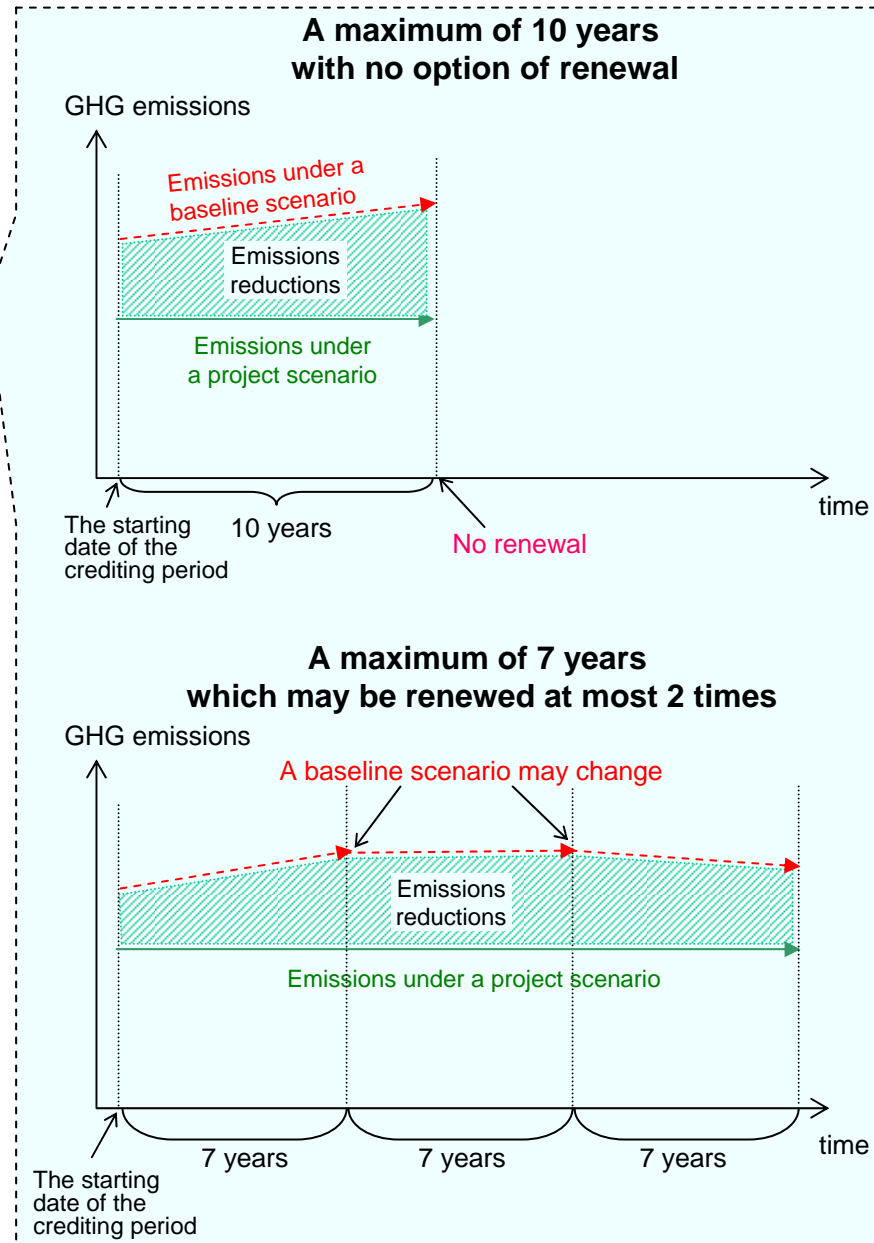 A maximum of 10 years
with no option of renewal
GHG emissions
Emissions under a
baseline scenario
Emissions
reductions
Emissions under
a project scenario
time
The starting
date of the
crediting period
10 years
No renewal
A maximum of 7 years
which may be renewed at most 2 times
GHG emissions
A baseline scenario may change
Emissions
reductions
Emissions under a project scenario
time
7 years
7 years
7 years
The starting
date of the
crediting period